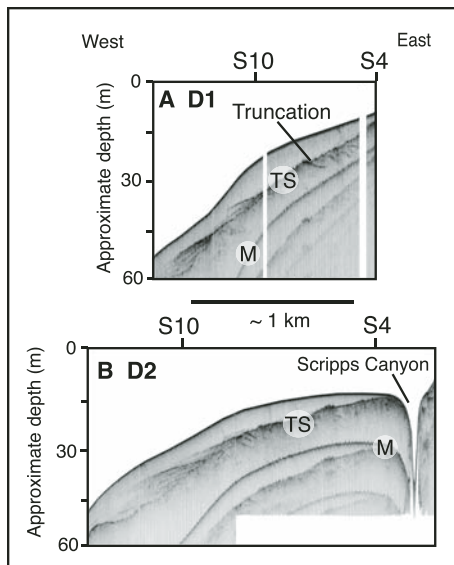 West East
S10 S4
0
A D1
Truncation
30
TS
M
60
Approximate depth (m)
~ 1 km
S10 S4
0
B D2
Scripps Canyon
TS
M
30
60
Approximate depth (m)